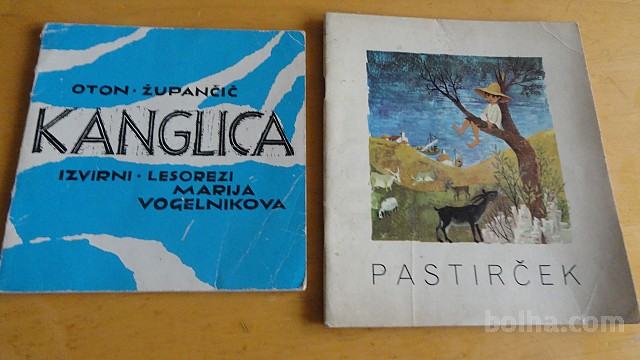 OTON · ŽUPANČIČ
KANGLICA
IZVIRNI · LESOREZI
MARIJA
VOGELNIKOVA
PASTIRČEK
bolha.com